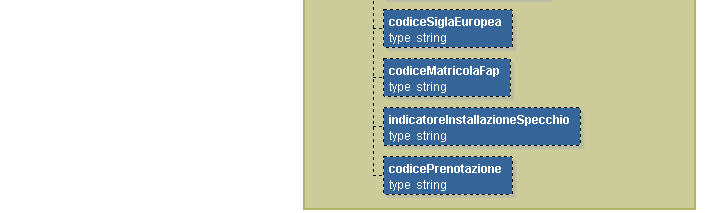 codiceSiglaEuropea
type string
codiceMatricolaFap
type string
indicatoreInstallazioneSpecchio
type string
codicePrenotazione
type string